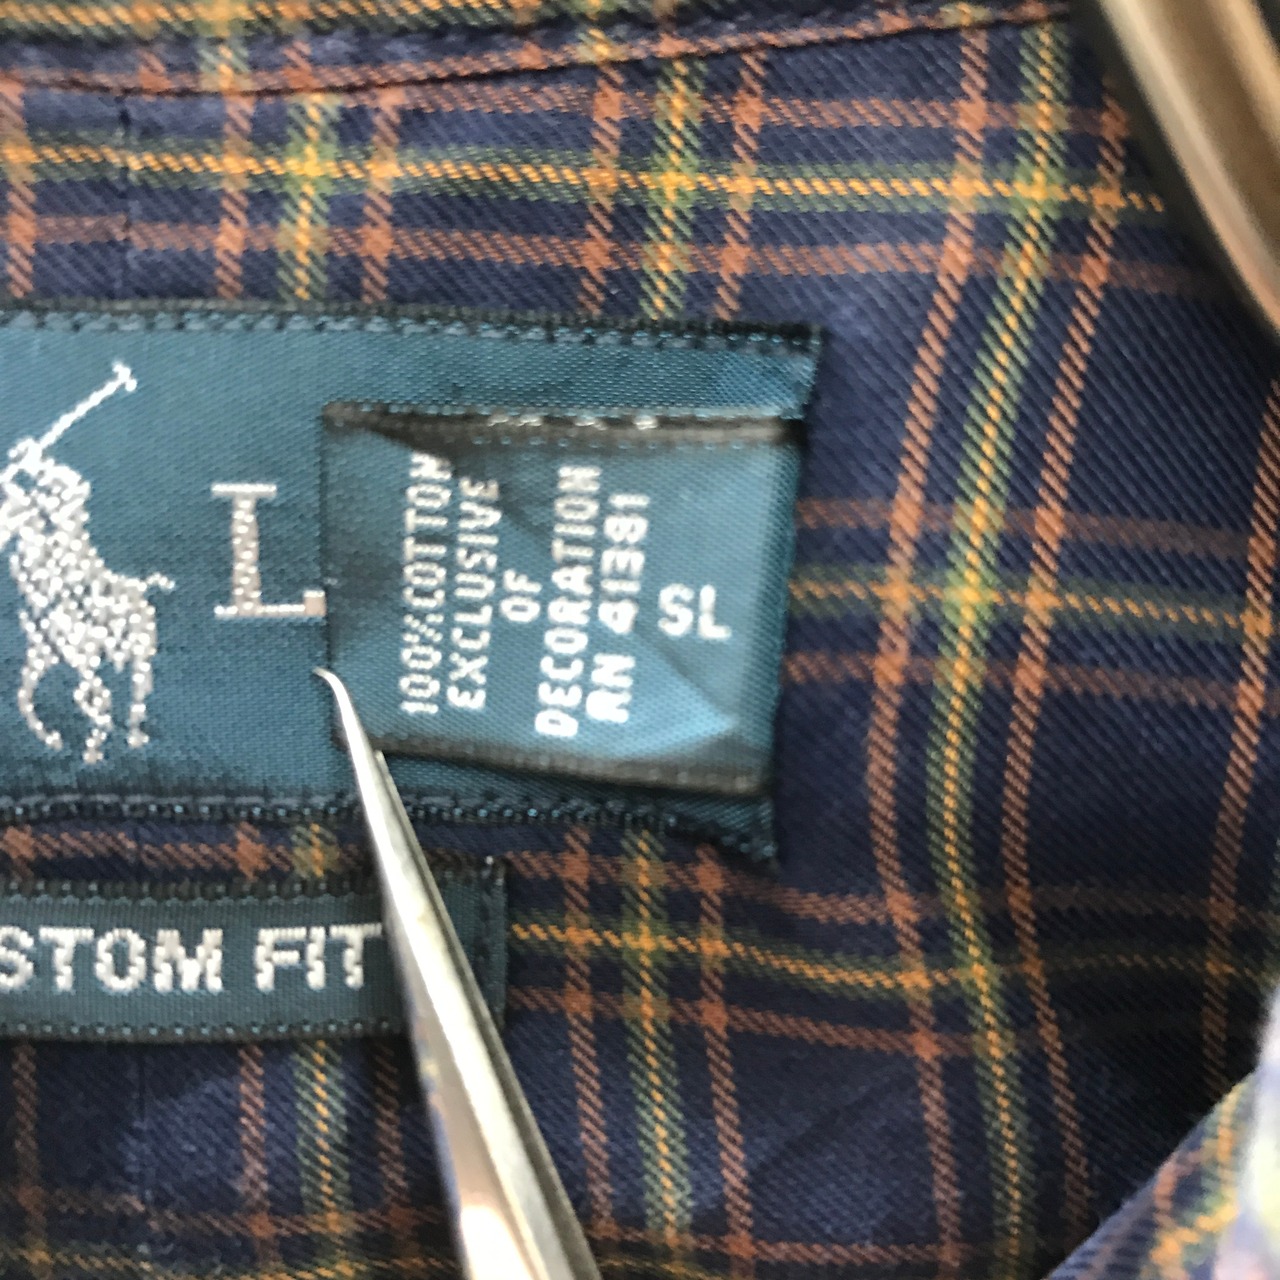 L
100% COTTON
EXCLUSIVE
OF
DECORATION
RN 41381
SL
STOM FIT